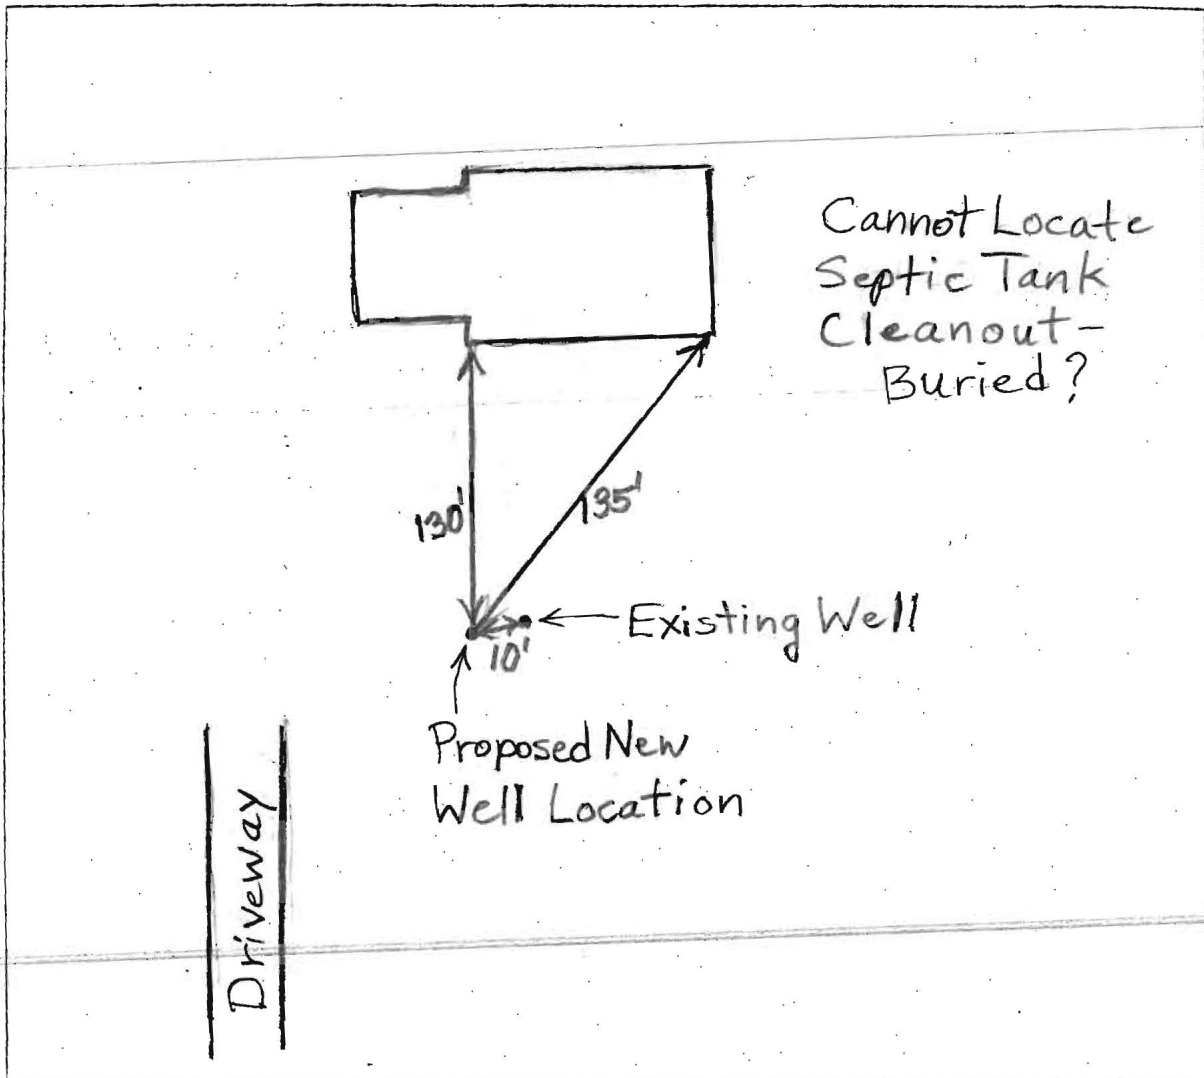 Cannot Locate
Septic Tank
Cleanout-
Buried?
130'
135'
Existing Well
10'
Proposed New
Well Location
Driveway